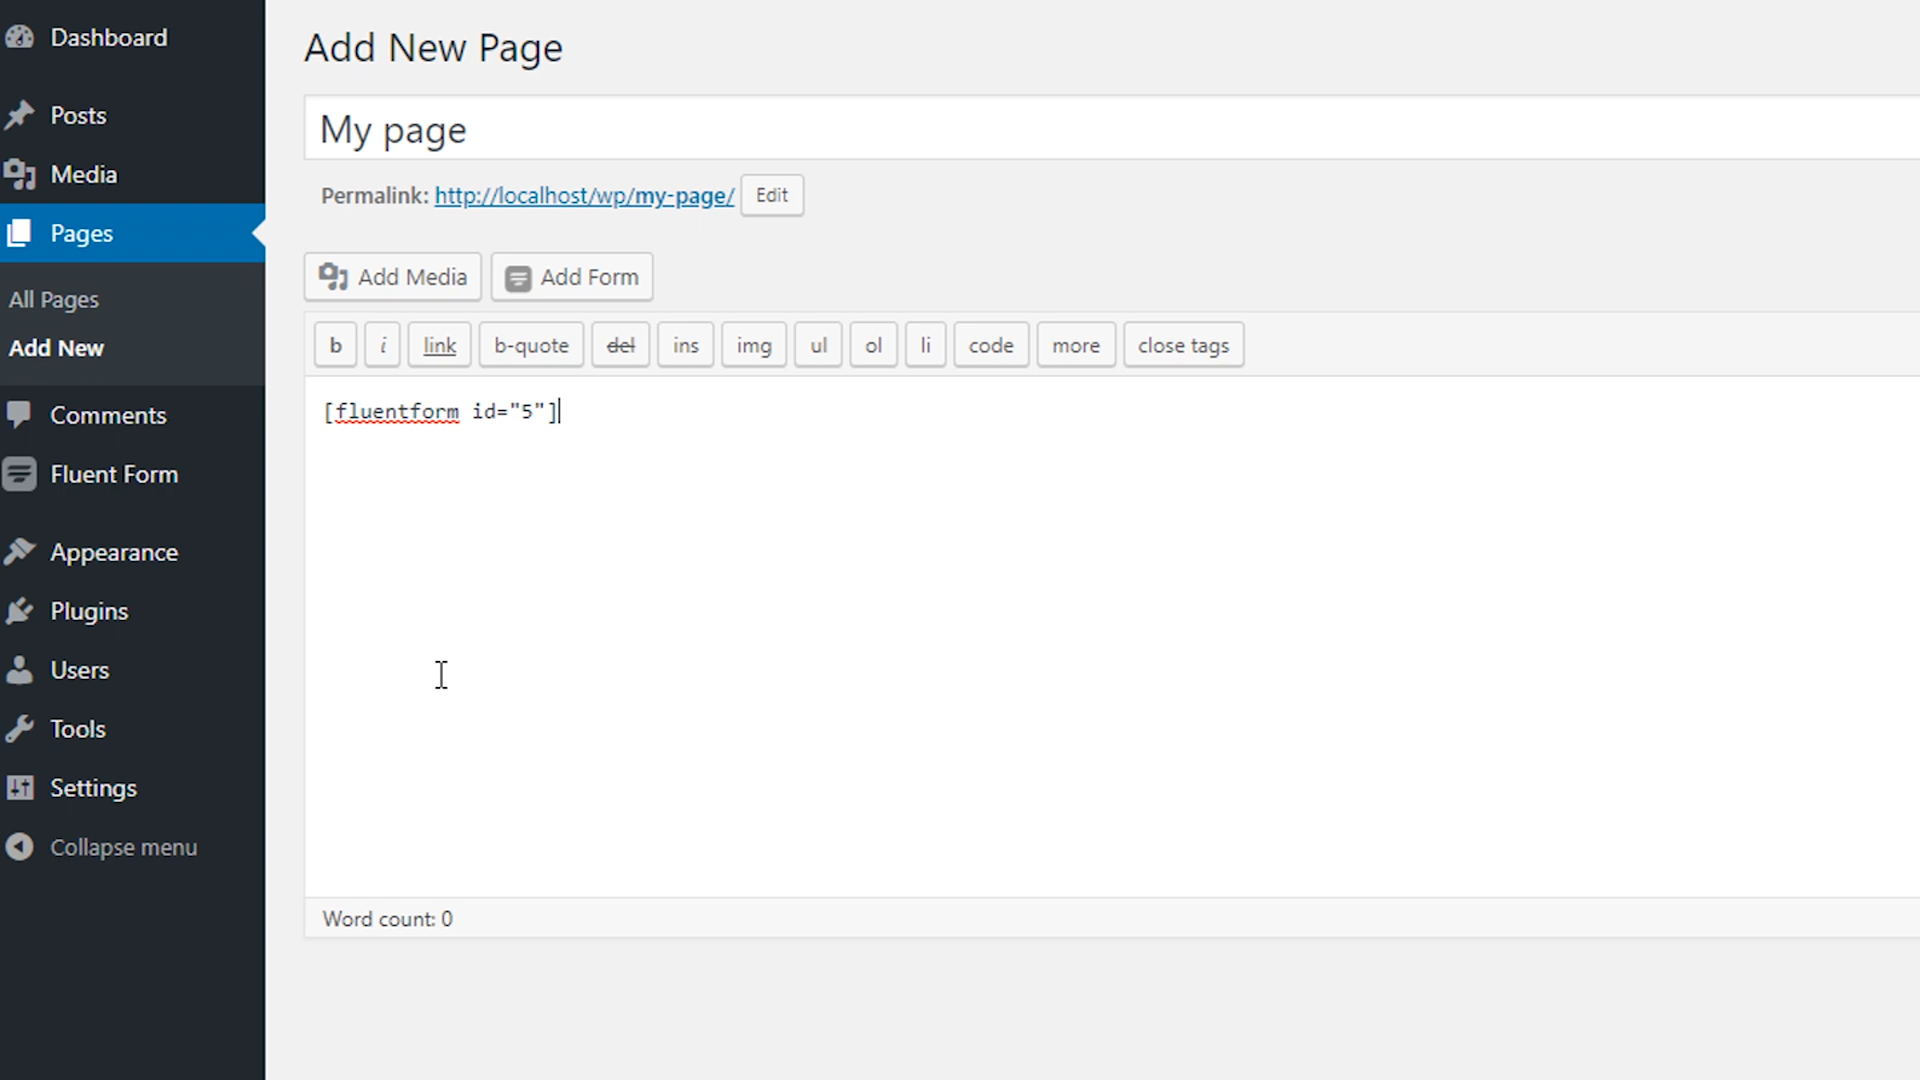 Dashboard
Posts
Media
Pages
All Pages
Add New
Comments
Fluent Form
Appearance
Plugins
Users
Tools
Settings
Collapse menu
Add New Page
My page
Permalink: http://localhost/wp/my-page/ Edit
Add Media Add Form
b i link b-quote del ins img ul ol li code more close tags
[fluentform id="5"]
Word count: 0